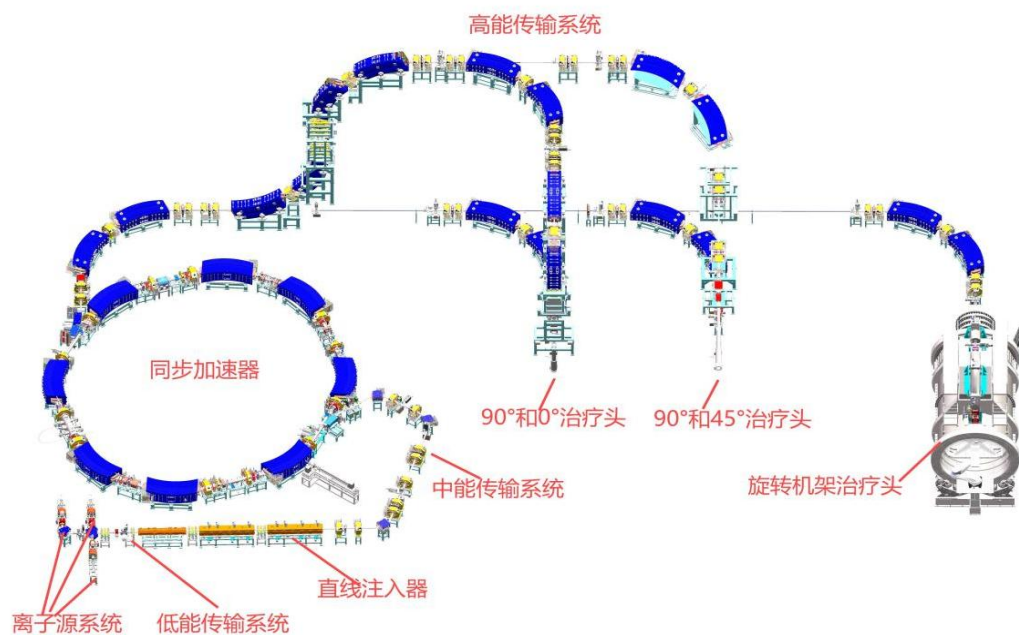 高能传输系统
同步加速器
90°和0°治疗头
90°和45°治疗头
中能传输系统
旋转机架治疗头
直线注入器
离子源系统
低能传输系统